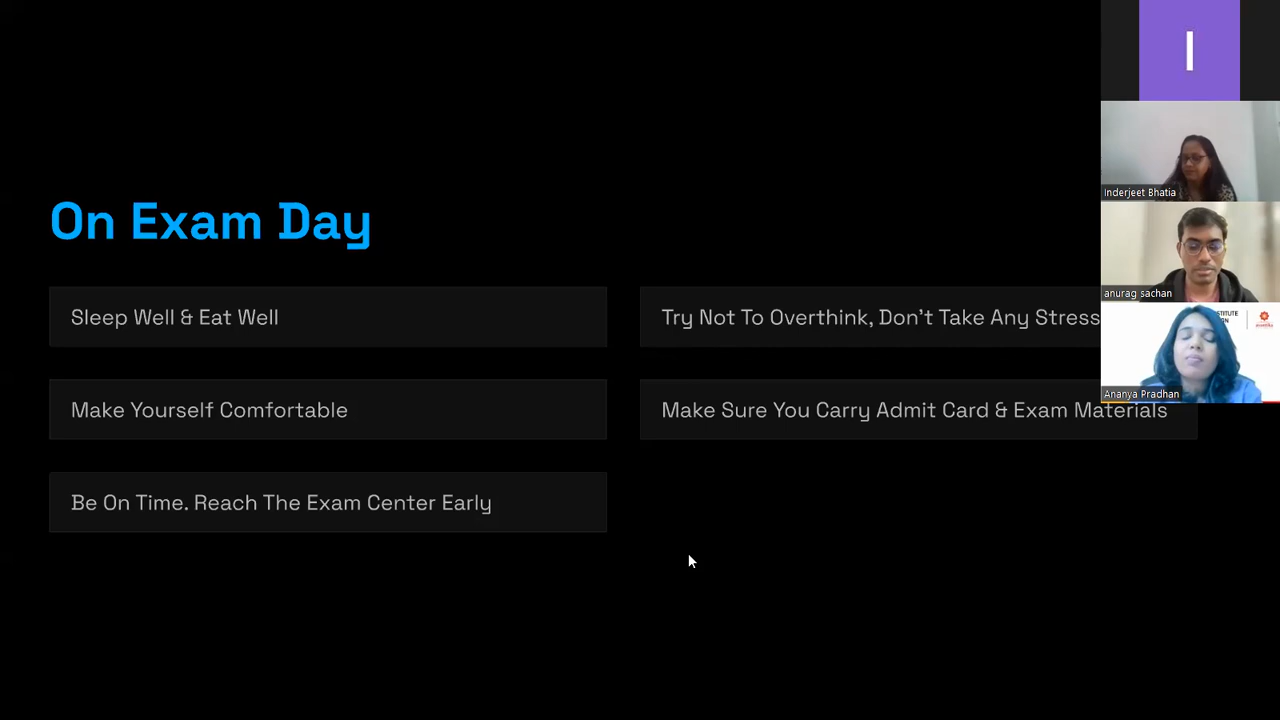 On Exam Day
Sleep Well & Eat Well
Try Not To Overthink, Don't Take Any Stress
Make Yourself Comfortable
Make Sure You Carry Admit Card & Exam Materials
Be On Time. Reach The Exam Center Early
I
Inderjeet Bhatia
anurag sachan
Ananya Pradhan